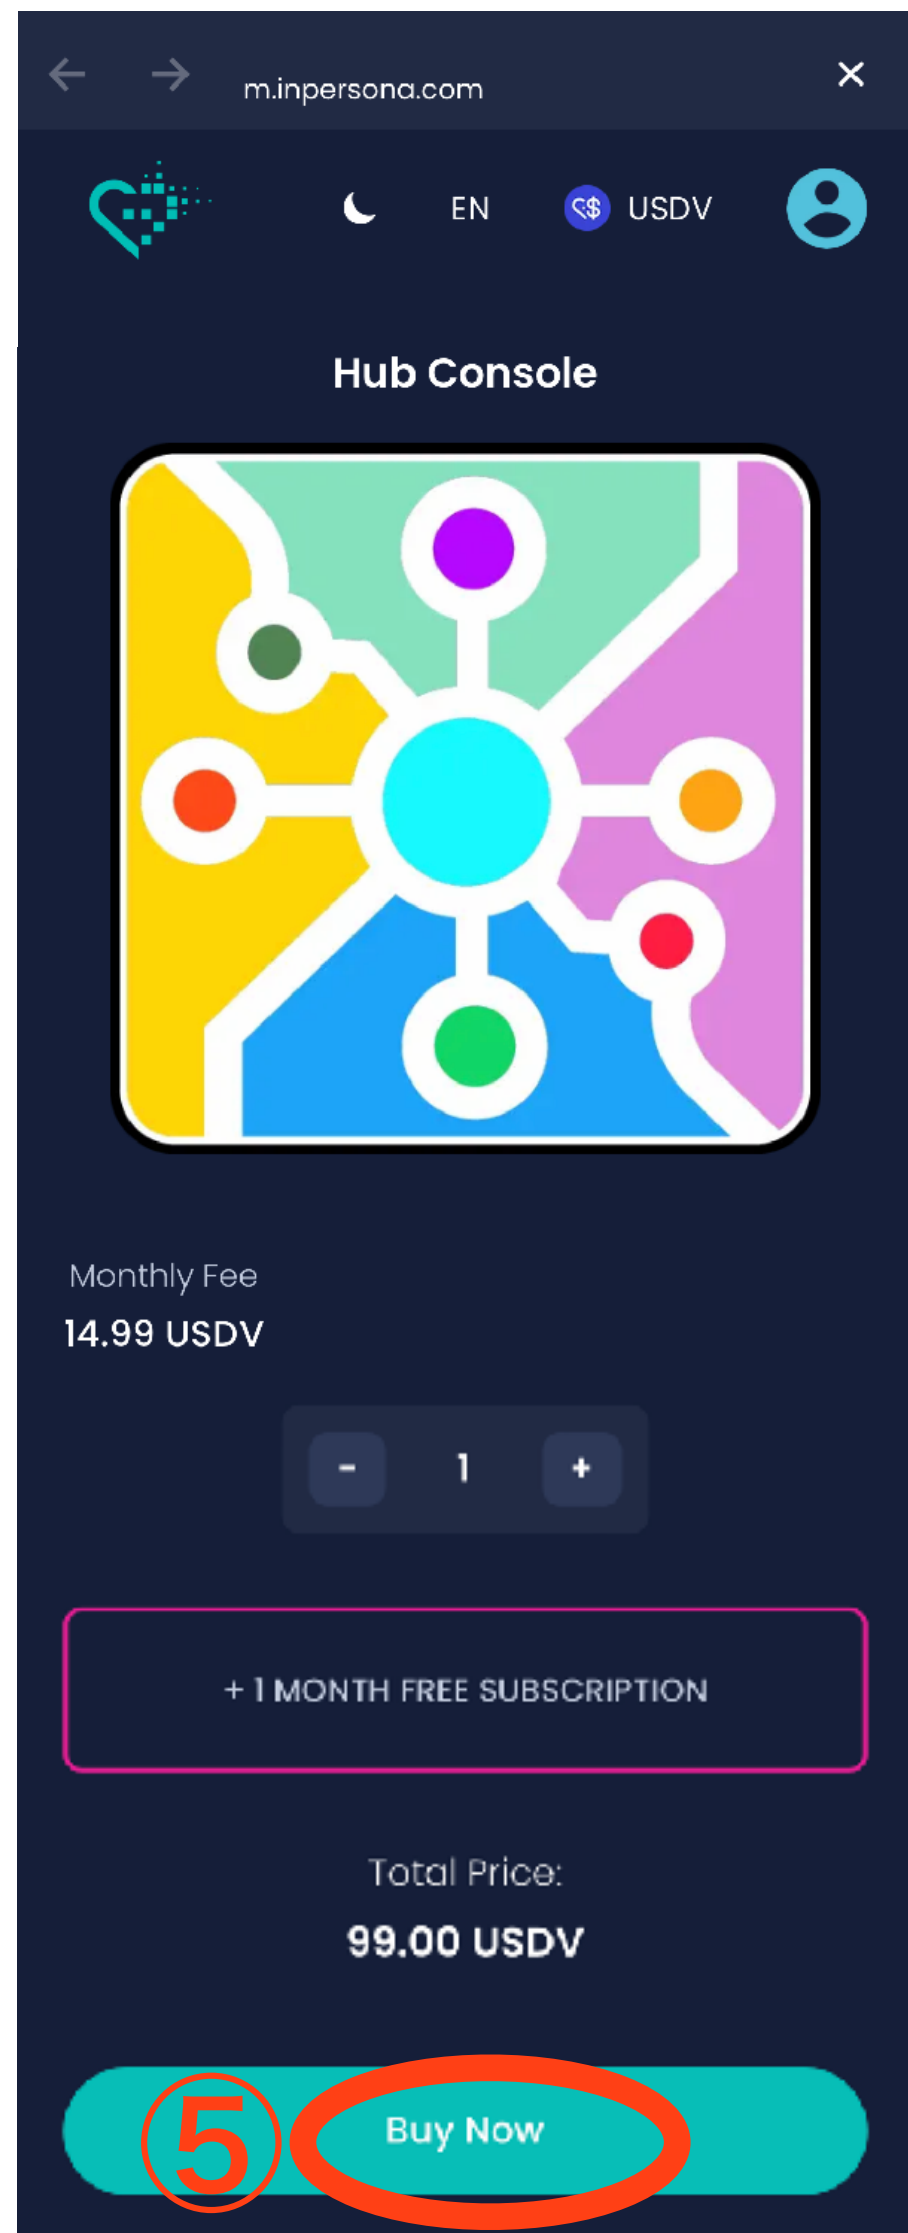 m.inpersona.com
EN
USDV
Hub Console
Monthly Fee
14.99 USDV
- 1 +
+ 1 MONTH FREE SUBSCRIPTION
Total Price:
99.00 USDV
⑤ Buy Now